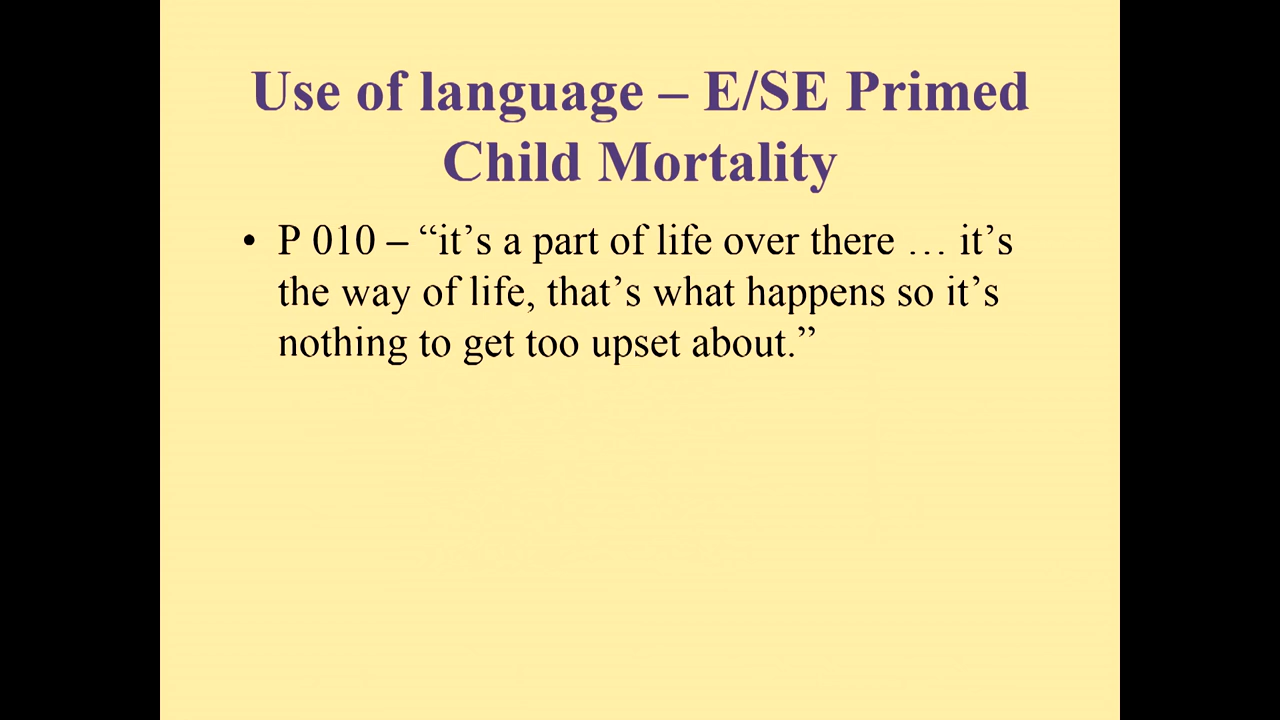 Use of language – E/SE Primed
Child Mortality
• P 010 – “it’s a part of life over there … it’s
the way of life, that’s what happens so it’s
nothing to get too upset about.”